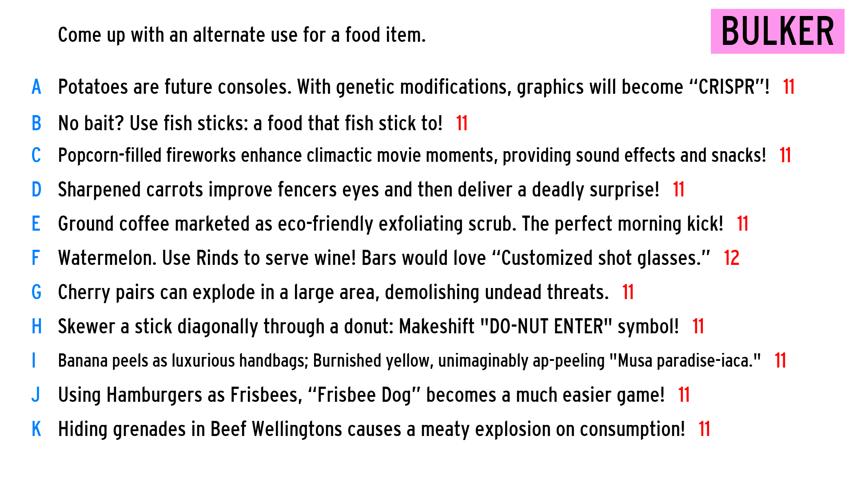 Come up with an alternate use for a food item.
BULKER
A Potatoes are future consoles. With genetic modifications, graphics will become “CRISPR”! 11
B No bait? Use fish sticks: a food that fish stick to! 11
C Popcorn-filled fireworks enhance climactic movie moments, providing sound effects and snacks! 11
D Sharpened carrots improve fencers eyes and then deliver a deadly surprise! 11
E Ground coffee marketed as eco-friendly exfoliating scrub. The perfect morning kick! 11
F Watermelon. Use Rinds to serve wine! Bars would love “Customized shot glasses.” 12
G Cherry pairs can explode in a large area, demolishing undead threats. 11
H Skewer a stick diagonally through a donut: Makeshift "DO-NUT ENTER" symbol! 11
I Banana peels as luxurious handbags; Burnished yellow, unimaginably ap-peeling "Musa paradise-iaca." 11
J Using Hamburgers as Frisbees, “Frisbee Dog” becomes a much easier game! 11
K Hiding grenades in Beef Wellingtons causes a meaty explosion on consumption! 11